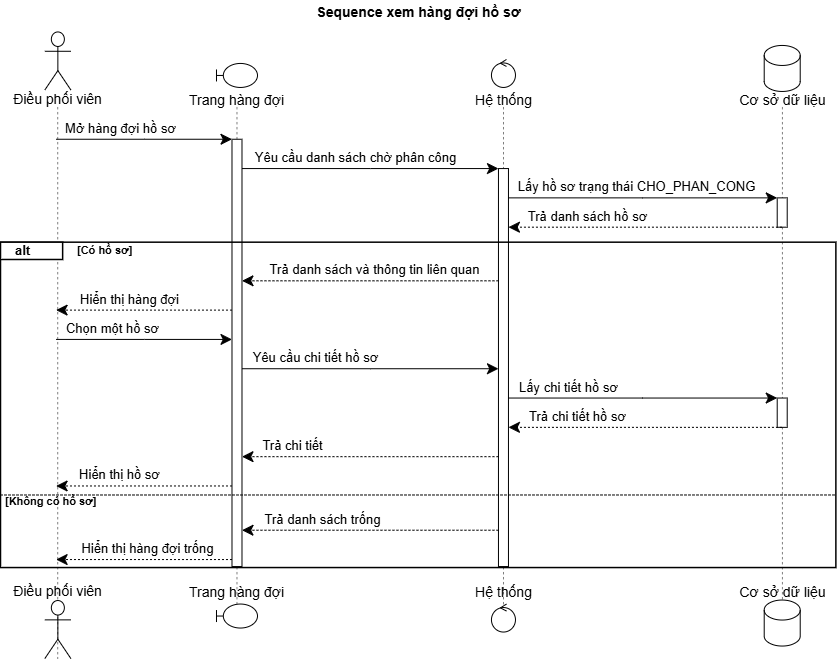 Sequence xem hàng đợi hồ sơ
Điều phối viên
Trang hàng đợi
Hệ thống
Cơ sở dữ liệu
Mở hàng đợi hồ sơ
Yêu cầu danh sách chờ phân công
Lấy hồ sơ trạng thái CHO_PHAN_CONG
Trả danh sách hồ sơ
alt
[Có hồ sơ]
Trả danh sách và thông tin liên quan
Hiển thị hàng đợi
Chọn một hồ sơ
Yêu cầu chi tiết hồ sơ
Lấy chi tiết hồ sơ
Trả chi tiết hồ sơ
Trả chi tiết
Hiển thị hồ sơ
[Không có hồ sơ]
Trả danh sách trống
Hiển thị hàng đợi trống
Điều phối viên
Trang hàng đợi
Hệ thống
Cơ sở dữ liệu